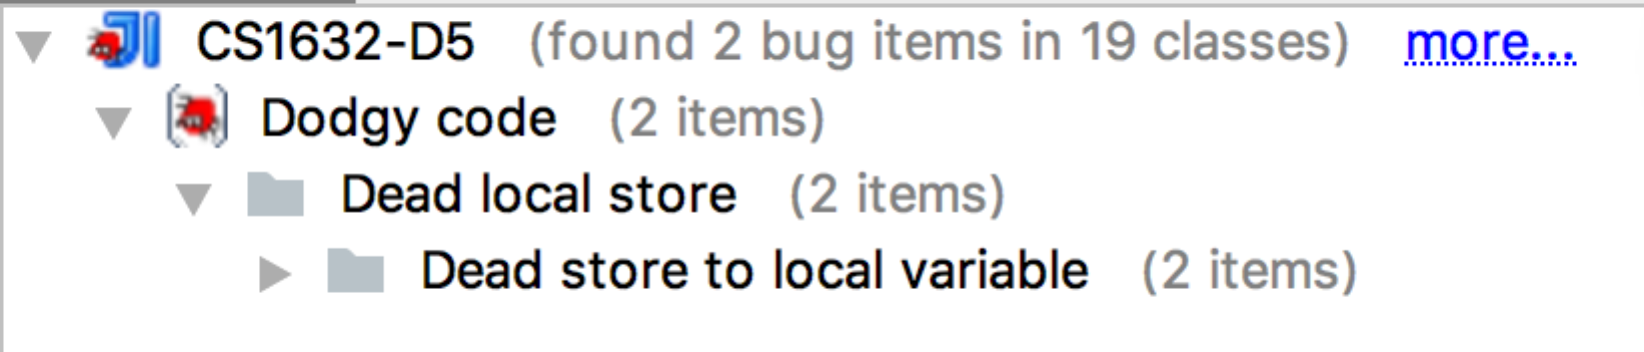 CS1632-D5 (found 2 bug items in 19 classes) more...
Dodgy code (2 items)
Dead local store (2 items)
Dead store to local variable (2 items)